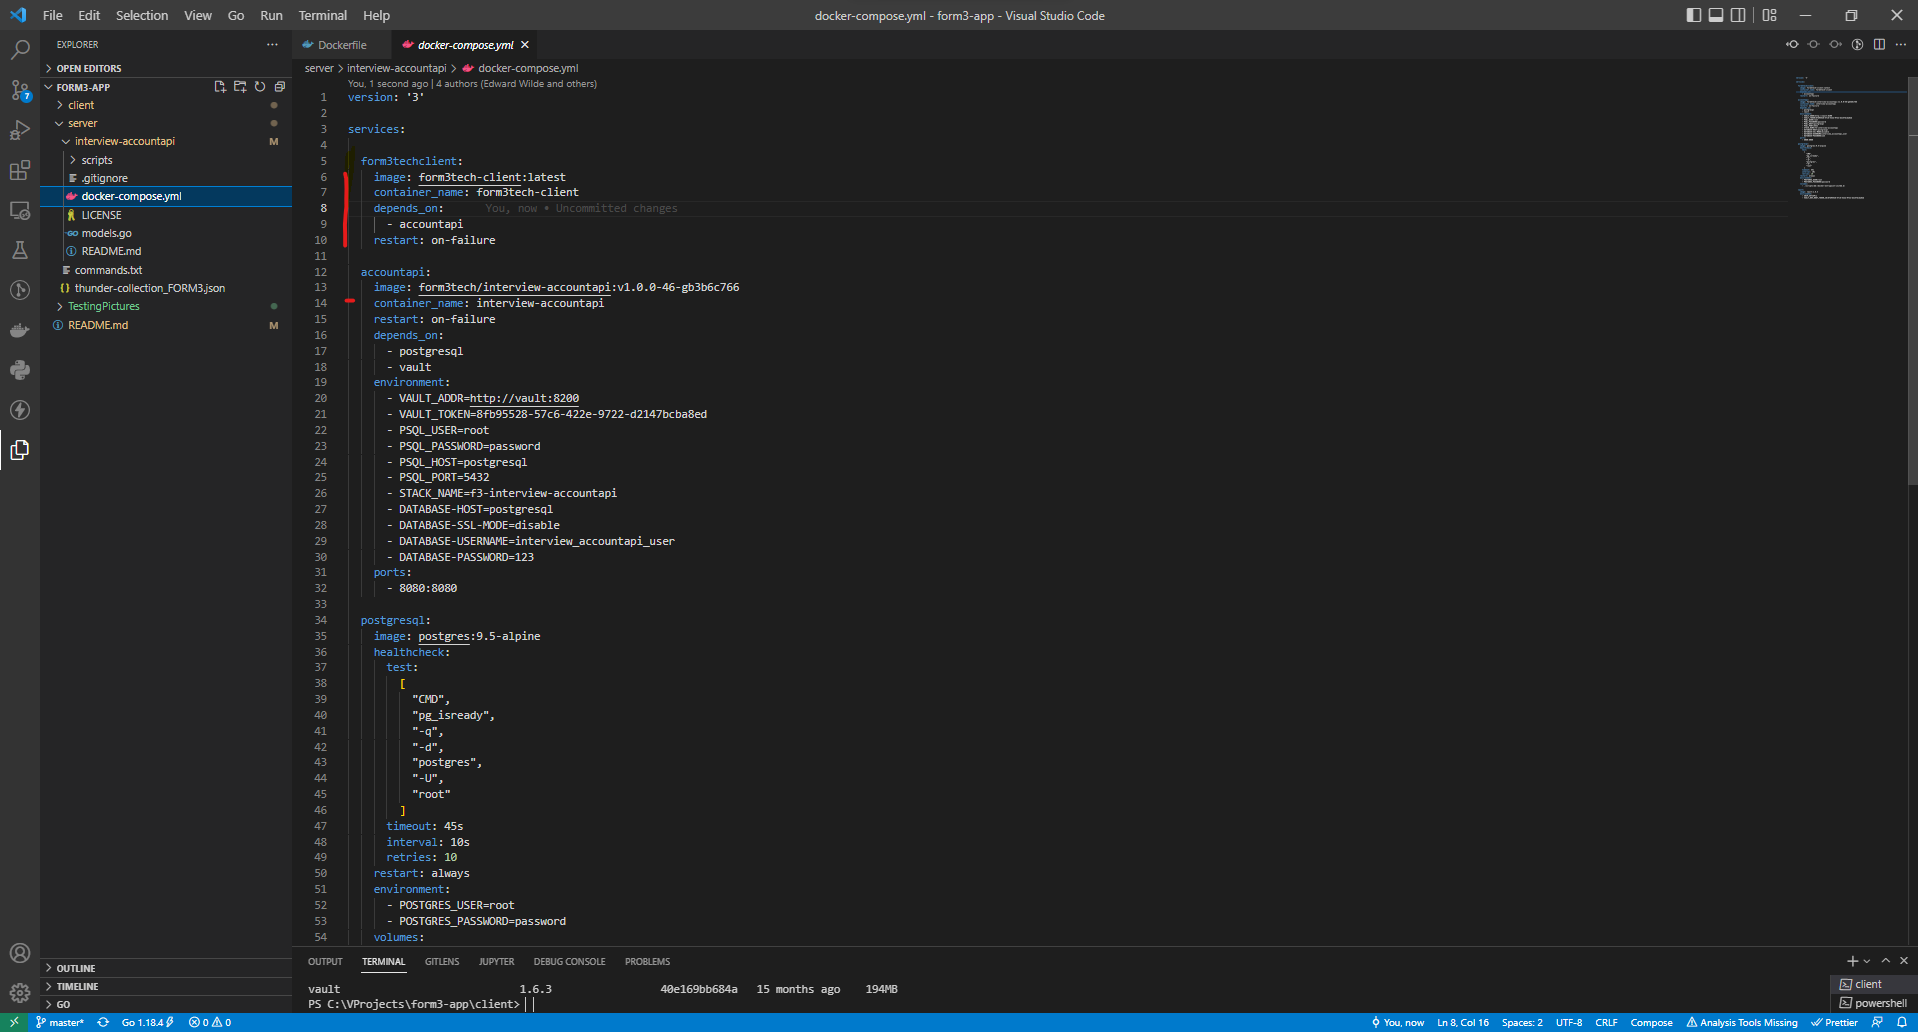 File Edit Selection View Go Run Terminal Help
docker-compose.yml - form3-app - Visual Studio Code
EXPLORER
OPEN EDITORS
FORM3-APP
client
server
interview-accountapi M
scripts
.gitignore
docker-compose.yml
LICENSE
models.go
README.md
commands.txt
thunder-collection_FORM3.json
TestingPictures
README.md M
OUTLINE
TIMELINE
GO
7
Dockerfile
docker-compose.yml
server > interview-accountapi > docker-compose.yml
You, 1 second ago | 4 authors (Edward Wilde and others)
1 version: '3'
2
3 services:
4
5 form3techclient:
6 image: form3tech-client:latest
7 container_name: form3tech-client
8 depends_on: You, now • Uncommitted changes
9 - accountapi
10 restart: on-failure
11
12 accountapi:
13 image: form3tech/interview-accountapi:v1.0.0-46-gb3b6c766
14 container_name: interview-accountapi
15 restart: on-failure
16 depends_on:
17 - postgresql
18 - vault
19 environment:
20 - VAULT_ADDR=http://vault:8200
21 - VAULT_TOKEN=8fb95528-57c6-422e-9722-d2147bcba8ed
22 - PSQL_USER=root
23 - PSQL_PASSWORD=password
24 - PSQL_HOST=postgresql
25 - PSQL_PORT=5432
26 - STACK_NAME=f3-interview-accountapi
27 - DATABASE-HOST=postgresql
28 - DATABASE-SSL-MODE=disable
29 - DATABASE-USERNAME=interview_accountapi_user
30 - DATABASE-PASSWORD=123
31 ports:
32 - 8080:8080
33
34 postgresql:
35 image: postgres:9.5-alpine
36 healthcheck:
37 test:
38 [
39 "CMD",
40 "pg_isready",
41 "-q",
42 "-d",
43 "postgres",
44 "-U",
45 "root"
46 ]
47 timeout: 45s
48 interval: 10s
49 retries: 10
50 restart: always
51 environment:
52 - POSTGRES_USER=root
53 - POSTGRES_PASSWORD=password
54 volumes:
OUTPUT TERMINAL GITLENS JUPYTER DEBUG CONSOLE PROBLEMS
vault 1.6.3 40e169bb684a 15 months ago 194MB
PS C:\VProjects\form3-app\client>
client
powershell
master* Go 1.18.4 0 0
You, now Ln 8, Col 16 Spaces: 2 UTF-8 CRLF Compose Analysis Tools Missing Prettier